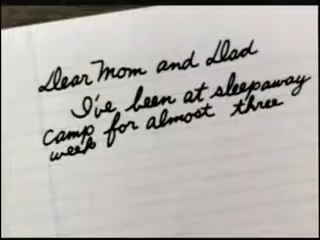 Dear Mom and Dad
I've been at sleepaway
camp for almost three
week